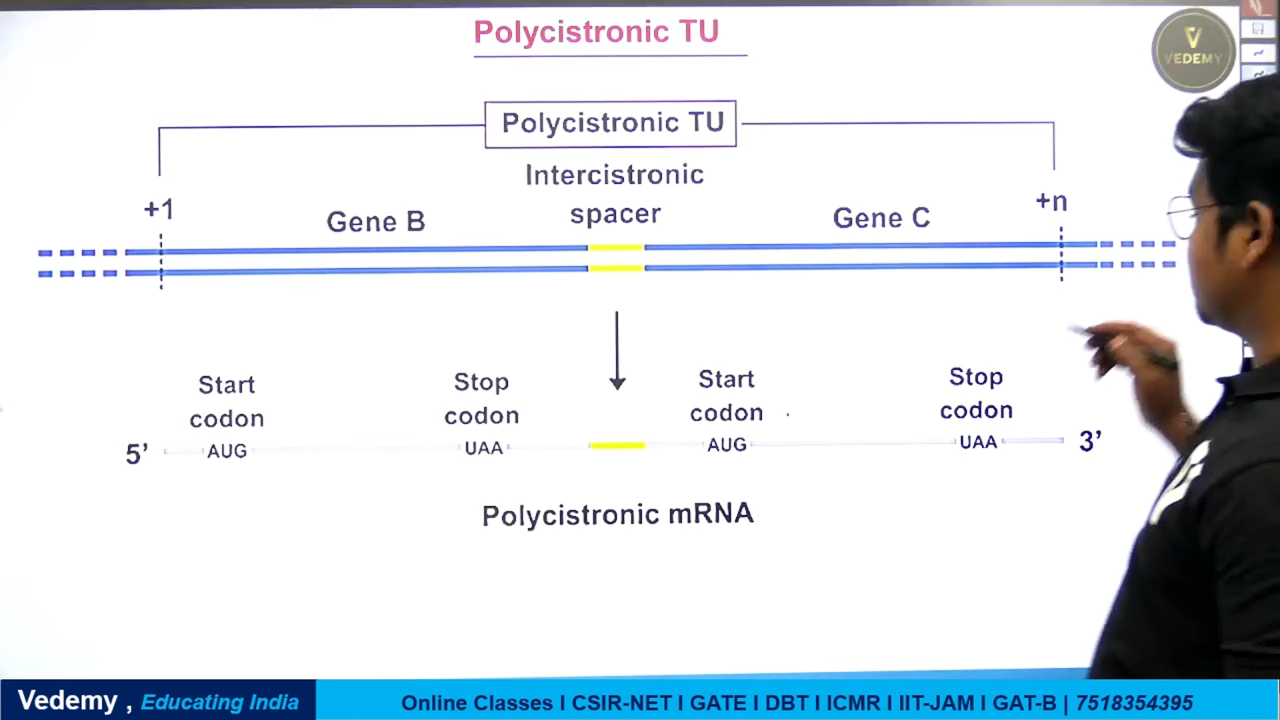 Polycistronic TU
VEDEMY
Polycistronic TU
Intercistronic
spacer
+1
Gene B
Gene C
+n
Start
codon
Stop
codon
Start
codon
Stop
codon
5’
AUG
UAA
AUG
UAA
3’
Polycistronic mRNA
Vedemy , Educating India
Online Classes I CSIR-NET I GATE I DBT I ICMR I IIT-JAM I GAT-B | 7518354395